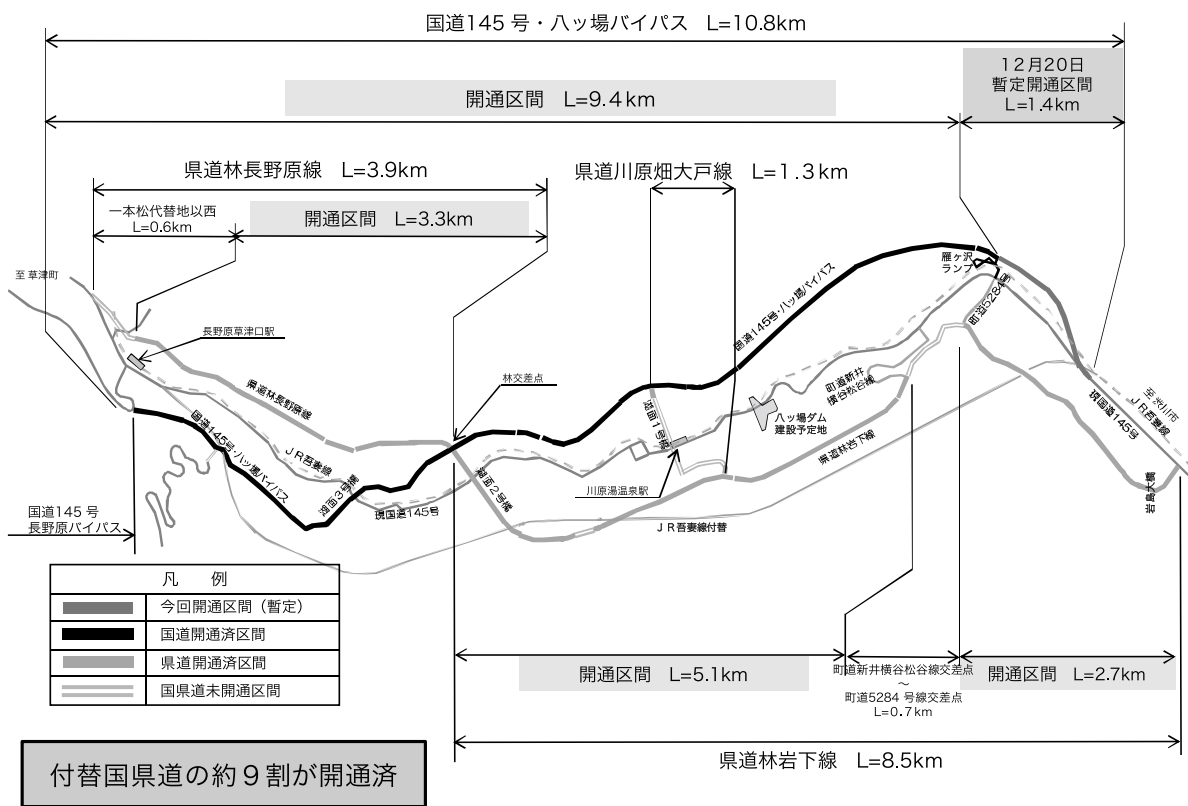 国道145 号・八ッ場バイパス　L=10.8km
開通区間　L=9.4km
12月20日
暫定開通区間
L=1.4km
県道林長野原線　L=3.9km
県道川原畑大戸線　L=1.3km
一本松代替地以西
L=0.6km
開通区間　L=3.3km
至 草津町
長野原草津口駅
雁ヶ沢
ランプ
町道5284号
国道145号・八ッ場バイパス
県道林長野原線
林交差点
湖面1号橋
町道新井
横谷松谷線
八ッ場ダム
建設予定地
至 渋川市
JR吾妻線
現国道145号
国道145号・八ッ場バイパス
JR吾妻線
湖面3号橋
現国道145号
湖面2号橋
川原湯温泉駅
県道林岩下線
JR吾妻線付替
岩島大橋
国道145 号
長野原バイパス
凡　例
今回開通区間（暫定）
国道開通済区間
県道開通済区間
国県道未開通区間
開通区間　L=5.1km
町道新井横谷松谷線交差点
～
町道5284 号線交差点
L=0.7km
開通区間　L=2.7km
県道林岩下線　L=8.5km
付替国県道の約９割が開通済